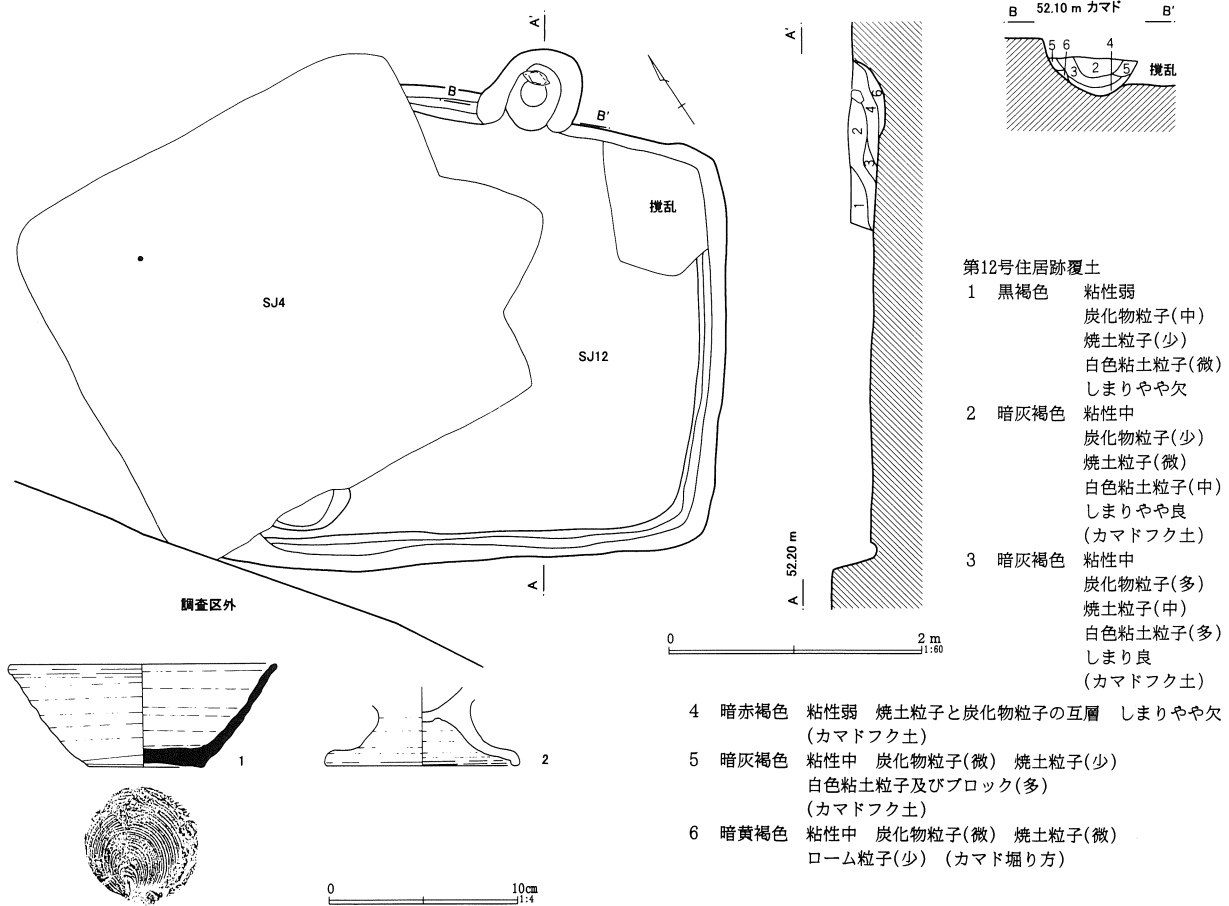 A'
B
B'
撹乱
SJ4
SJ12
A
調査区外
A'
6
4
2
3
1
52.20 m
A
B 52.10 m カマド B'
5 6 4
3 2 5
撹乱
0 2 m
1:60
第12号住居跡覆土
1 黒褐色 粘性弱
炭化物粒子(中)
焼土粒子(少)
白色粘土粒子(微)
しまりやや欠
2 暗灰褐色 粘性中
炭化物粒子(少)
焼土粒子(微)
白色粘土粒子(中)
しまりやや良
(カマドフク土)
3 暗灰褐色 粘性中
炭化物粒子(多)
焼土粒子(中)
白色粘土粒子(多)
しまり良
(カマドフク土)
4 暗赤褐色 粘性弱 焼土粒子と炭化物粒子の互層 しまりやや欠
(カマドフク土)
5 暗灰褐色 粘性中 炭化物粒子(微) 焼土粒子(少)
白色粘土粒子及びブロック(多)
(カマドフク土)
6 暗黄褐色 粘性中 炭化物粒子(微) 焼土粒子(微)
ローム粒子(少) (カマド堀り方)
1
2
0 10cm
1:4